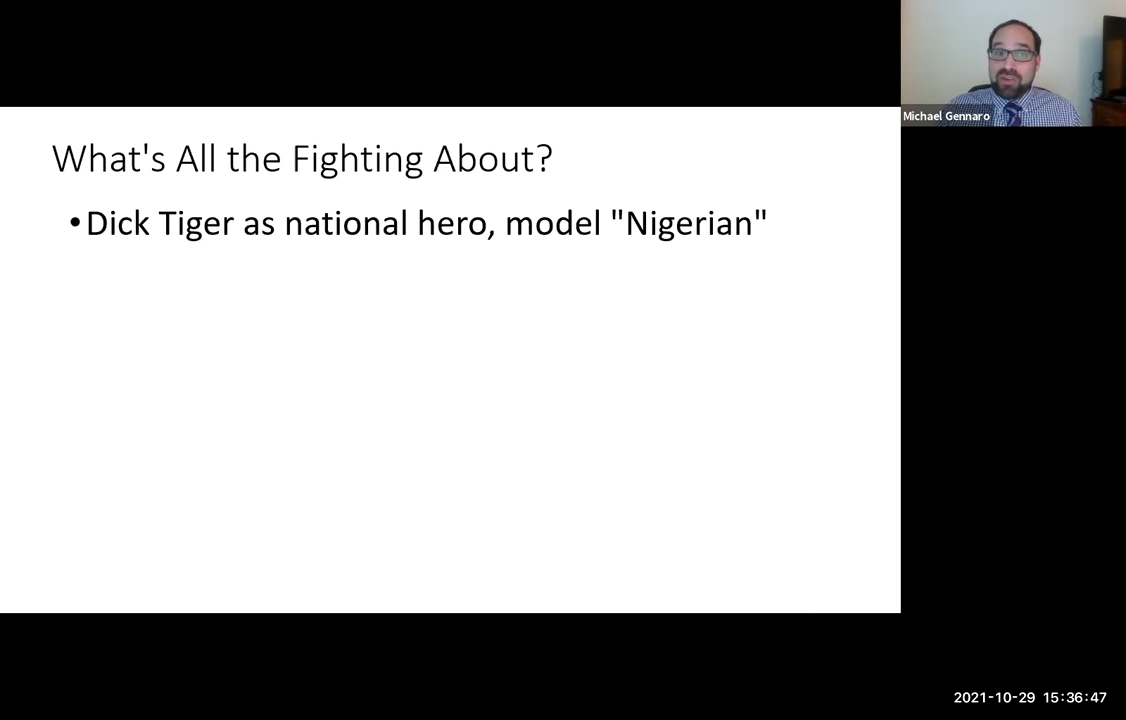 Michael Gennaro
What's All the Fighting About?
•Dick Tiger as national hero, model "Nigerian"
2021-10-29 15:36:47